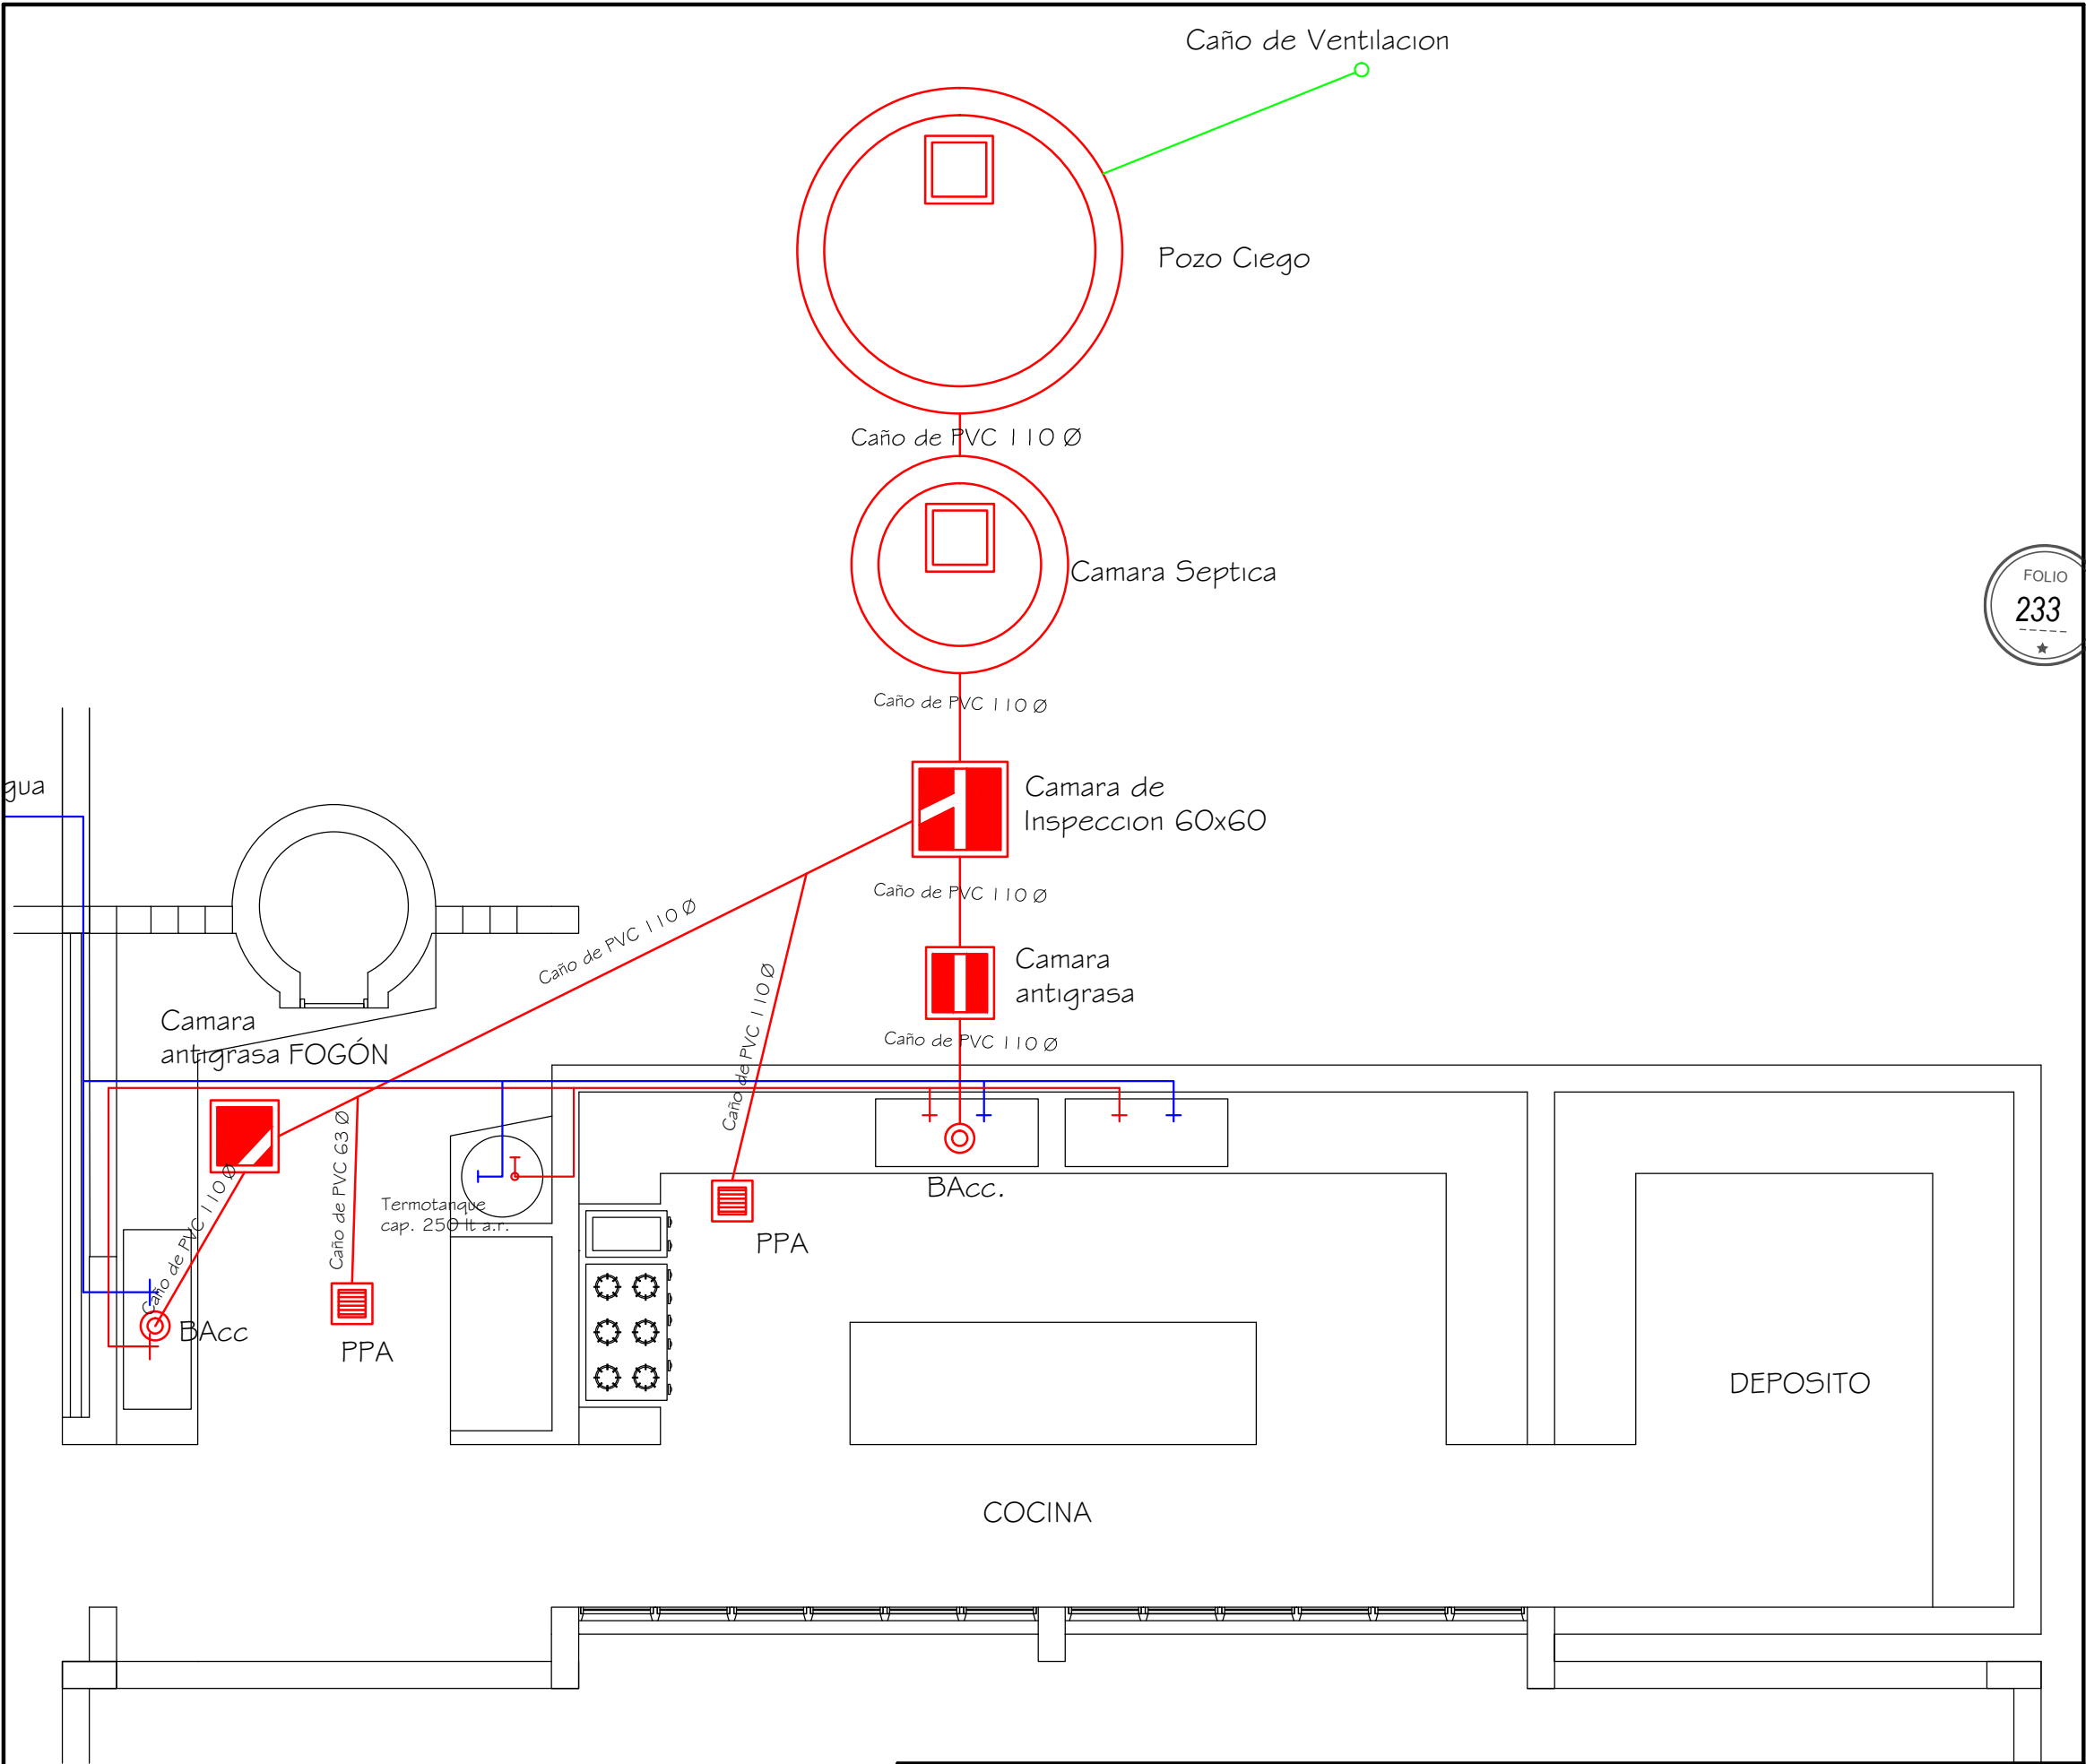 Caño de Ventilacion
Pozo Ciego
Caño de PVC 110 Ø
Camara Septica
FOLIO
233
Caño de PVC 110 Ø
Camara de
Inspeccion 60x60
gua
Caño de PVC 110 Ø
Caño de PVC 110 Ø
Camara
antigrasa
Caño de PVC 110 Ø
Caño de PVC 110 Ø
Camara
antigrasa FOGÓN
Caño de PVC 63 Ø
Caño de PVC 110 Ø
Termotanque
cap. 250 lt a.r.
BAcc.
PPA
BAcc
PPA
DEPOSITO
COCINA